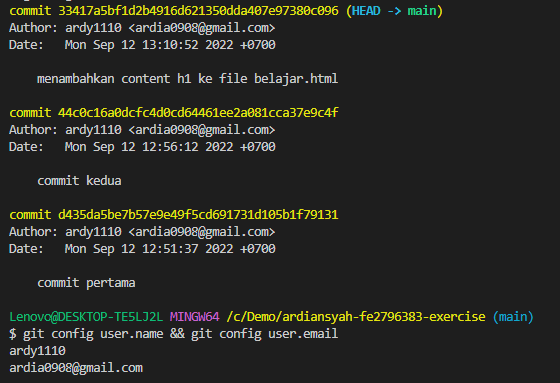 commit 33417a5bf1d2b4916d621350dda407e97380c096 (HEAD -> main)
Author: ardy1110 <ardia0908@gmail.com>
Date:   Mon Sep 12 13:10:52 2022 +0700
menambahkan content h1 ke file belajar.html
commit 44c0c16a0dcfc4d0cd64461ee2a081cca37e9c4f
Author: ardy1110 <ardia0908@gmail.com>
Date:   Mon Sep 12 12:56:12 2022 +0700
commit kedua
commit d435da5be7b57e9e49f5cd691731d105b1f79131
Author: ardy1110 <ardia0908@gmail.com>
Date:   Mon Sep 12 12:51:37 2022 +0700
commit pertama
Lenovo@DESKTOP-TE5LJ2L MINGW64 /c/Demo/ardiansyah-fe2796383-exercise (main)
$ git config user.name && git config user.email
ardy1110
ardia0908@gmail.com